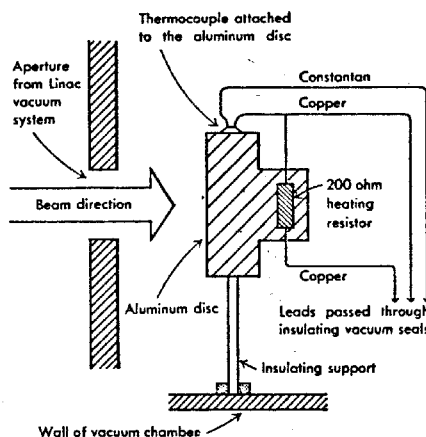 Thermocouple attached
to the aluminum disc
Constantan
Copper
Aperture
from Linac
vacuum
system
200 ohm
heating
resistor
Beam direction
Copper
Aluminum disc
Leads passed through
insulating vacuum seals
Insulating support
Wall of vacuum chamber